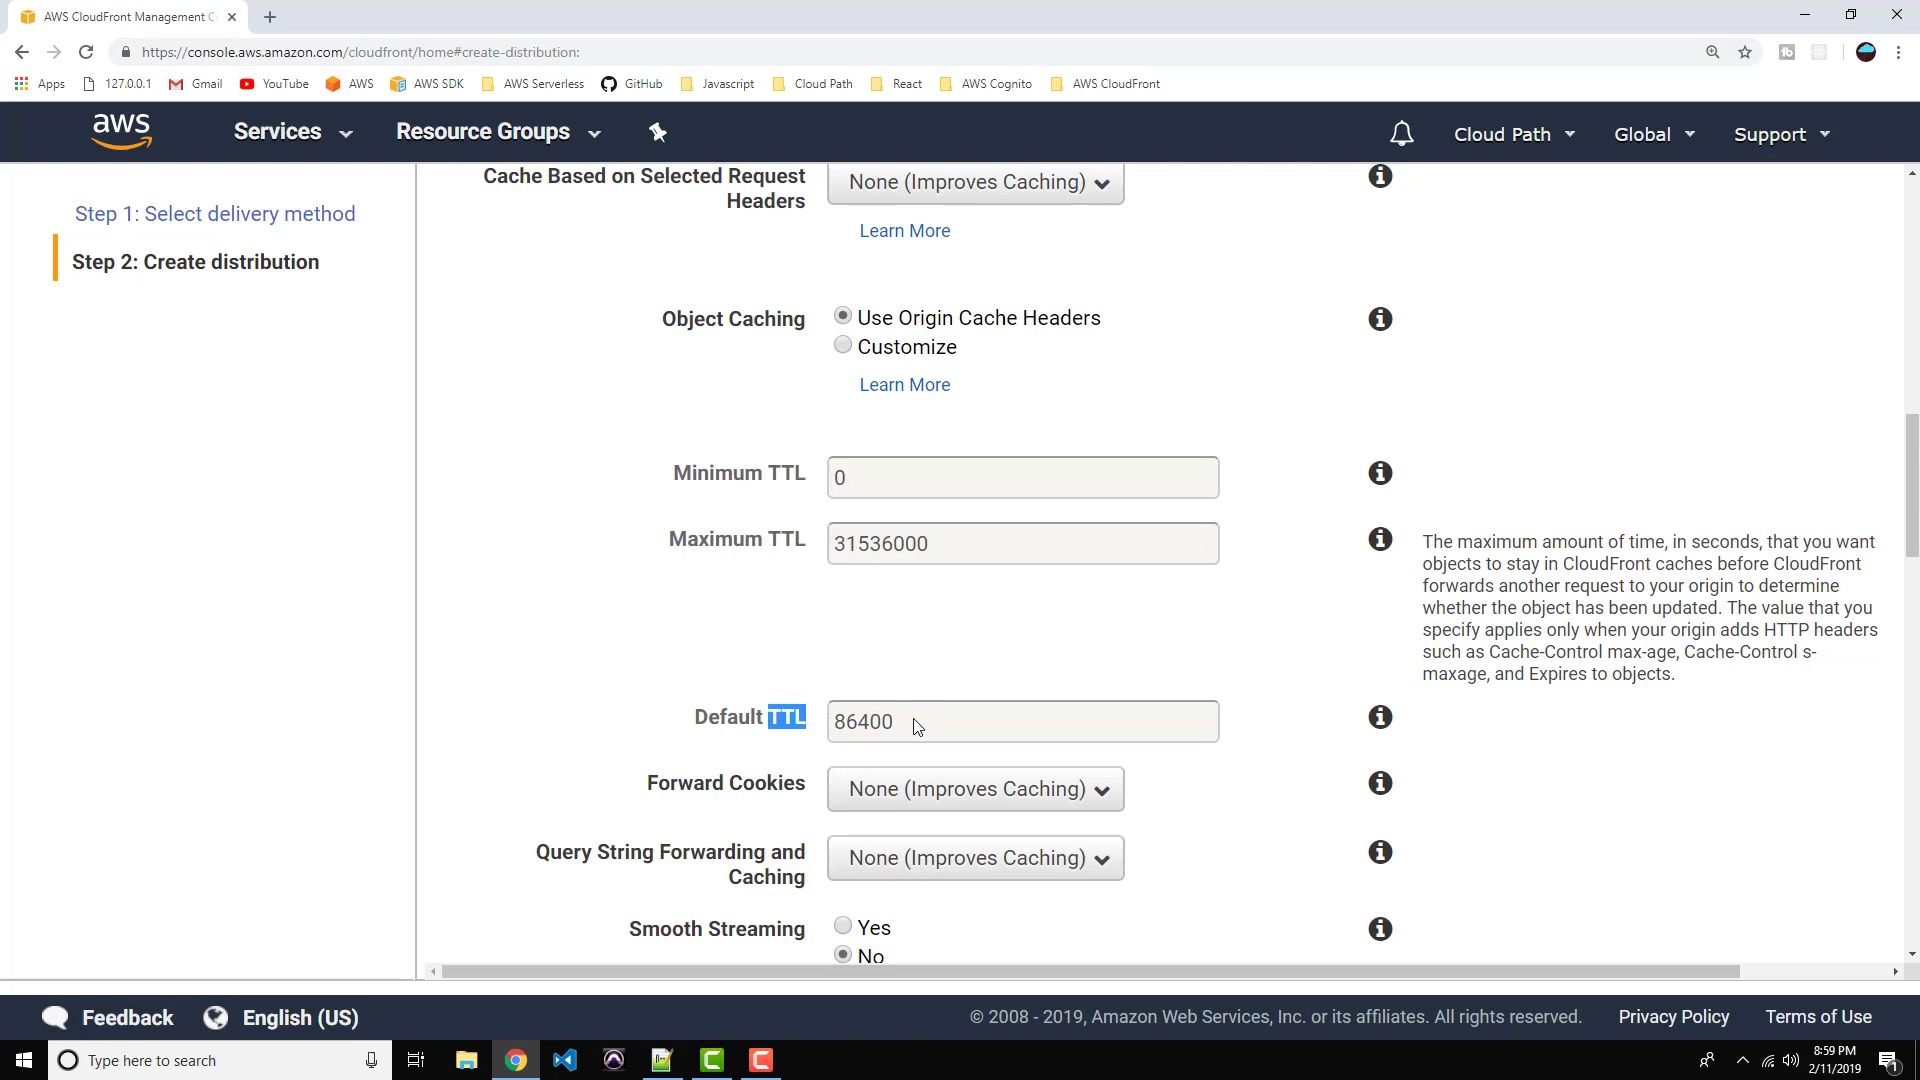 AWS CloudFront Management C
https://console.aws.amazon.com/cloudfront/home#create-distribution:
Apps 127.0.0.1 Gmail YouTube AWS AWS SDK AWS Serverless GitHub Javascript Cloud Path React AWS Cognito AWS CloudFront
aws Services Resource Groups Cloud Path Global Support
Step 1: Select delivery method
Step 2: Create distribution
Cache Based on Selected Request
Headers
None (Improves Caching)
Learn More
Object Caching
Use Origin Cache Headers
Customize
Learn More
Minimum TTL
0
Maximum TTL
31536000
The maximum amount of time, in seconds, that you want
objects to stay in CloudFront caches before CloudFront
forwards another request to your origin to determine
whether the object has been updated. The value that you
specify applies only when your origin adds HTTP headers
such as Cache-Control max-age, Cache-Control s-
maxage, and Expires to objects.
Default TTL
86400
Forward Cookies
None (Improves Caching)
Query String Forwarding and
Caching
None (Improves Caching)
Smooth Streaming
Yes
No
Feedback English (US) © 2008 - 2019, Amazon Web Services, Inc. or its affiliates. All rights reserved. Privacy Policy Terms of Use
Type here to search
8:59 PM
2/11/2019
1